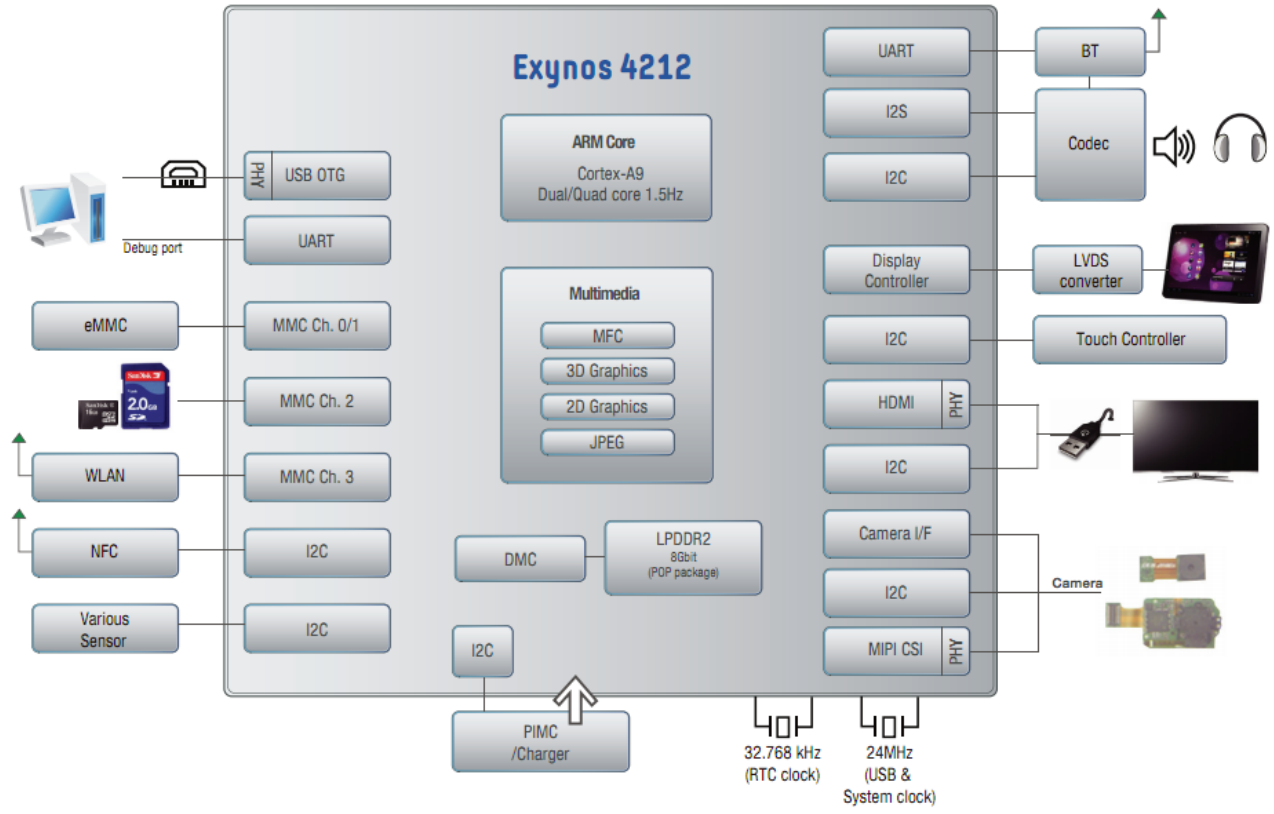 Exynos 4212
ARM Core
Cortex-A9
Dual/Quad core 1.5Hz
Multimedia
MFC
3D Graphics
2D Graphics
JPEG
DMC
LPDDR2
8Gbit
(POP package)
I2C
PIMC
/Charger
PHY
USB OTG
UART
Debug port
eMMC
MMC Ch. 0/1
SanDisk
2.0GB
MMC Ch. 2
WLAN
MMC Ch. 3
NFC
I2C
Various
Sensor
I2C
UART
BT
I2S
Codec
I2C
Display
Controller
LVDS
converter
I2C
Touch Controller
HDMI
PHY
I2C
Camera I/F
I2C
Camera
MIPI CSI
PHY
32.768 kHz
(RTC clock)
24MHz
(USB &
System clock)